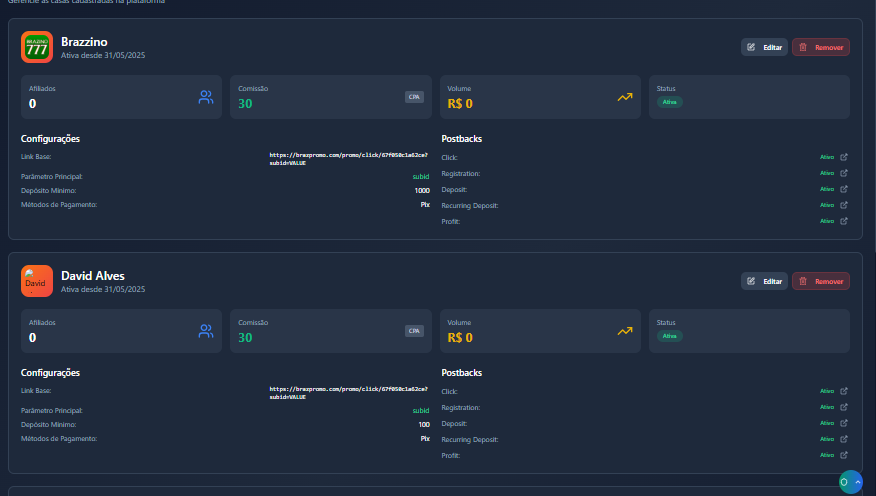 Gerencie as casas cadastradas na plataforma
BRAZZINO
777
Brazzino
Ativa desde 31/05/2025
Editar
Remover
Afiliados
0
Comissão
30
CPA
Volume
R$ 0
Status
Ativa
Configurações
Link Base:
https://brazpromo.com/promo/click/67f050c1a62ce?
subid=VALUE
Parâmetro Principal:
subid
Depósito Mínimo:
1000
Métodos de Pagamento:
Pix
Postbacks
Click:
Ativo
Registration:
Ativo
Deposit:
Ativo
Recurring Deposit:
Ativo
Profit:
Ativo
David
David Alves
Ativa desde 31/05/2025
Editar
Remover
Afiliados
0
Comissão
30
CPA
Volume
R$ 0
Status
Ativa
Configurações
Link Base:
https://brazpromo.com/promo/click/67f050c1a62ce?
subid=VALUE
Parâmetro Principal:
subid
Depósito Mínimo:
100
Métodos de Pagamento:
Pix
Postbacks
Click:
Ativo
Registration:
Ativo
Deposit:
Ativo
Recurring Deposit:
Ativo
Profit:
Ativo